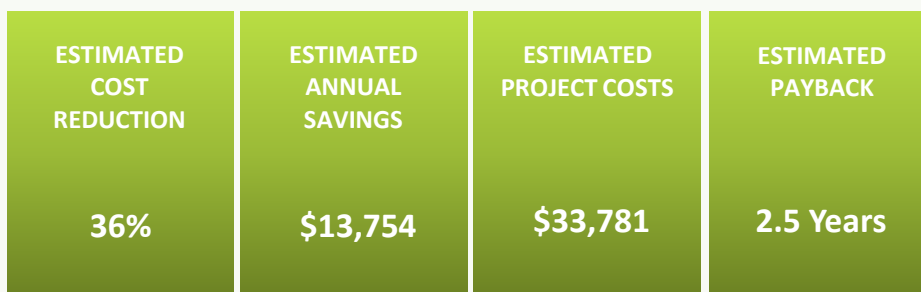 ESTIMATED
COST
REDUCTION
36%
ESTIMATED
ANNUAL
SAVINGS
$13,754
ESTIMATED
PROJECT COSTS
$33,781
ESTIMATED
PAYBACK
2.5 Years